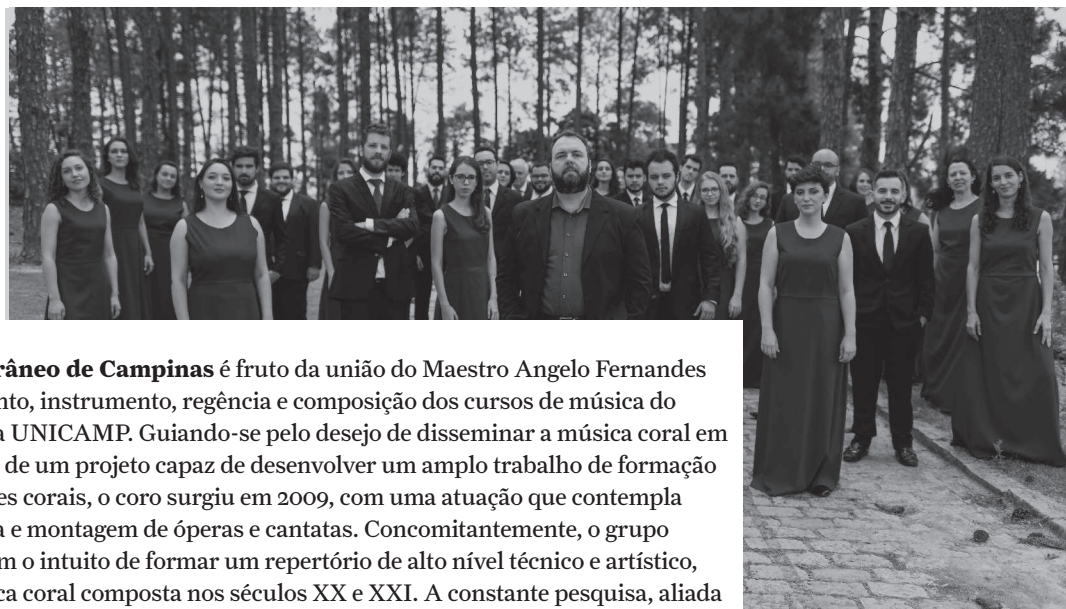 râneo de Campinas é fruto da união do Maestro Angelo Fernandes
nto, instrumento, regência e composição dos cursos de música do
a UNICAMP. Guiando-se pelo desejo de disseminar a música coral em
de um projeto capaz de desenvolver um amplo trabalho de formação
es corais, o coro surgiu em 2009, com uma atuação que contempla
a e montagem de óperas e cantatas. Concomitantemente, o grupo
m o intuito de formar um repertório de alto nível técnico e artístico,
ca coral composta nos séculos XX e XXI. A constante pesquisa, aliada